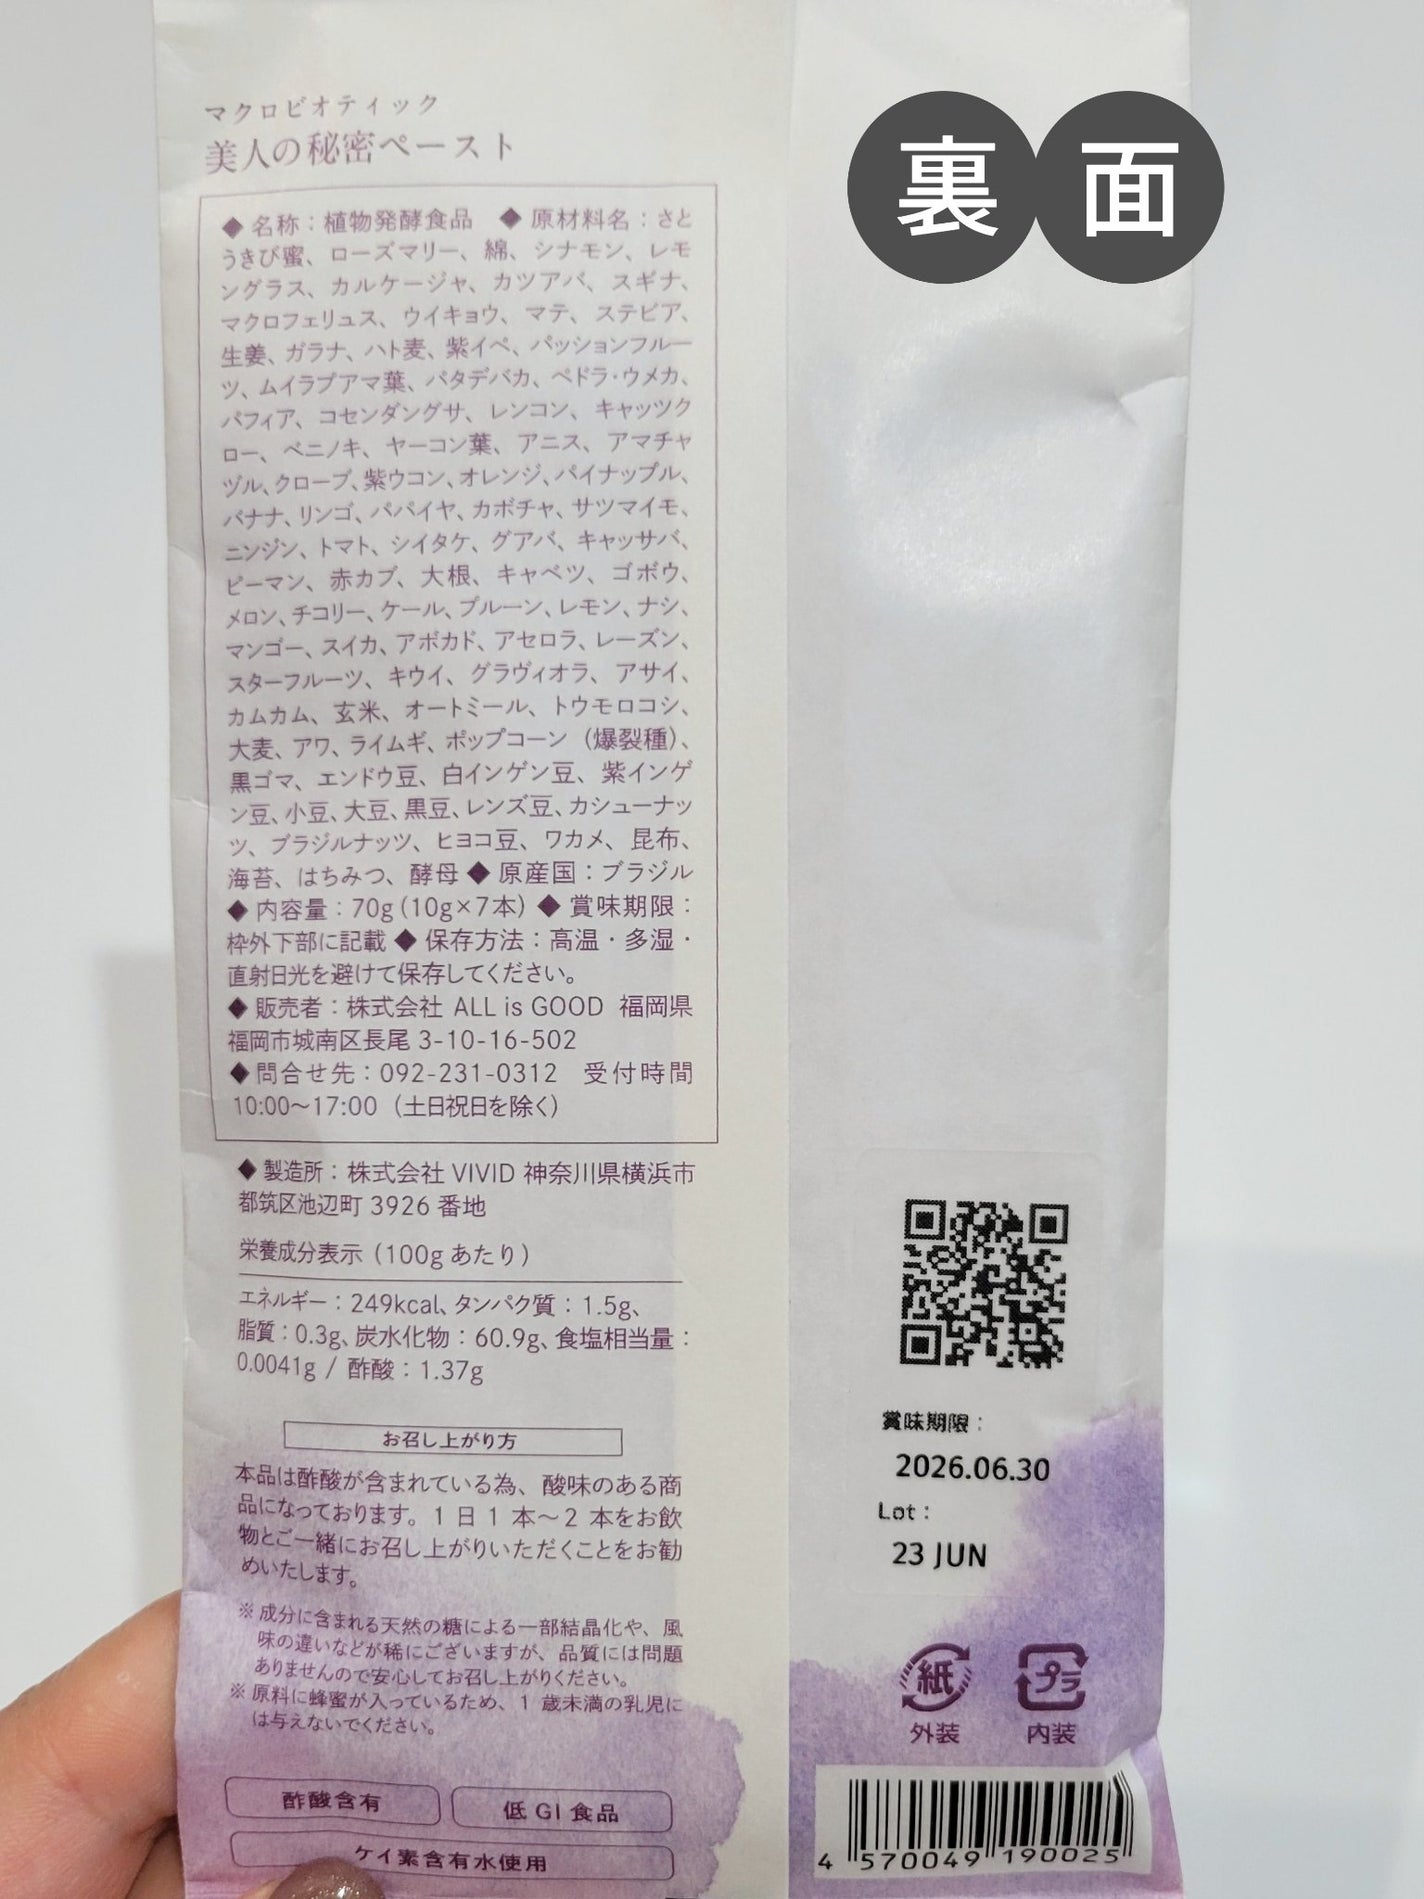 裏面
マクロビオティック
美人の秘密ペースト
◆ 名称：植物発酵食品　◆ 原材料名：さと
うきび蜜、ローズマリー、綿、シナモン、レモ
ングラス、カルケージャ、カツアバ、スギナ、
マクロフェリュス、ウイキョウ、マテ、ステビア、
生姜、ガラナ、ハト麦、紫イペ、パッションフルー
ツ、ムイラプアマ葉、パタデバカ、ペドラ・ウメカ、
パフィア、コセンダングサ、レンコン、キャッツク
ロー、ベニノキ、ヤーコン葉、アニス、アマチャ
ヅル、クローブ、紫ウコン、オレンジ、パイナップル、
バナナ、リンゴ、パパイヤ、カボチャ、サツマイモ、
ニンジン、トマト、シイタケ、グアバ、キャッサバ、
ピーマン、赤カブ、大根、キャベツ、ゴボウ、
メロン、チコリー、ケール、プルーン、レモン、ナシ、
マンゴー、スイカ、アボカド、アセロラ、レーズン、
スターフルーツ、キウイ、グラヴィオラ、アサイ、
カムカム、玄米、オートミール、トウモロコシ、
大麦、アワ、ライムギ、ポップコーン（爆裂種）、
黒ゴマ、エンドウ豆、白インゲン豆、紫インゲ
ン豆、小豆、大豆、黒豆、レンズ豆、カシューナッ
ツ、ブラジルナッツ、ヒヨコ豆、ワカメ、昆布、
海苔、はちみつ、酵母 ◆ 原産国：ブラジル
◆ 内容量：70g（10g×7本）◆ 賞味期限：
枠外下部に記載 ◆ 保存方法：高温・多湿・
直射日光を避けて保存してください。
◆ 販売者：株式会社 ALL is GOOD 福岡県
福岡市城南区長尾 3-10-16-502
◆問合せ先：092-231-0312　受付時間
10:00～17:00（土日祝日を除く）
◆ 製造所：株式会社 VIVID 神奈川県横浜市
都筑区池辺町 3926 番地
栄養成分表示（100g あたり）
エネルギー：249kcal、タンパク質：1.5g、
脂質：0.3g、炭水化物：60.9g、食塩相当量：
0.0041g / 酢酸：1.37g
お召し上がり方
本品は酢酸が含まれている為、酸味のある商
品になっております。1 日 1 本～2 本をお飲
物とご一緒にお召し上がりいただくことをお勧
めいたします。
※ 成分に含まれる天然の糖による一部結晶化や、風
味の違いなどが稀にございますが、品質には問題
ありませんので安心してお召し上がりください。
※ 原料に蜂蜜が入っているため、1 歳未満の乳児に
は与えないでください。
酢酸含有
低 GI 食品
ケイ素含有水使用
賞味期限：
2026.06.30
Lot：
23 JUN
紙
外装
プラ
内装
4 570049 190025